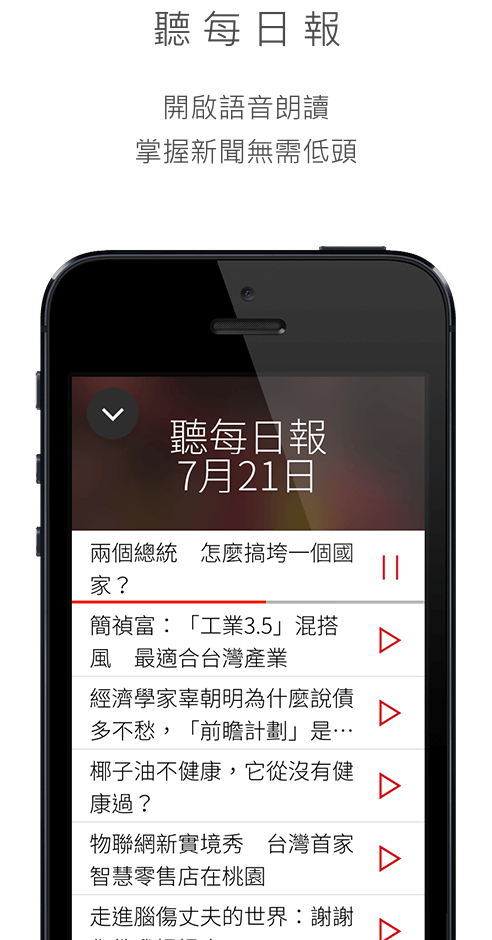 聽每日報
開啟語音朗讀
掌握新聞無需低頭
聽每日報
7月21日
兩個總統　怎麼搞垮一個國
家？
簡禎富：「工業3.5」混搭
風　最適合台灣產業
經濟學家辜朝明為什麼說債
多不愁，「前瞻計劃」是…
椰子油不健康，它從沒有健
康過？
物聯網新實境秀　台灣首家
智慧零售店在桃園
走進腦傷丈夫的世界：謝謝